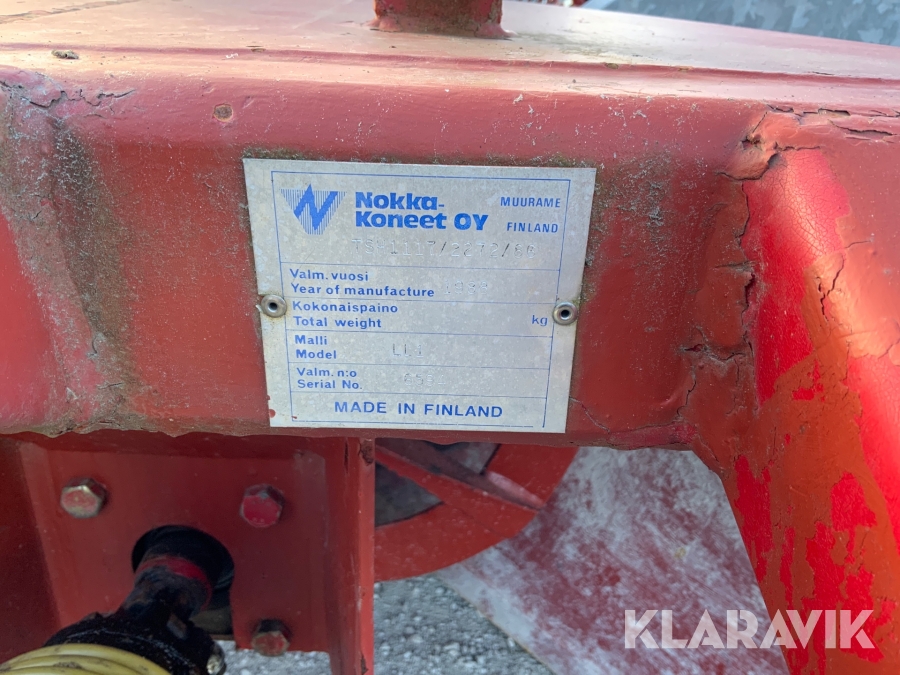 Nokka-
Koneet OY
MUURAME
FINLAND
Valm. vuosi
Year of manufacture
Kokonaispaino
Total weight kg
Malli
Model
Valm. n:o
Serial No.
MADE IN FINLAND
KLARAVIK